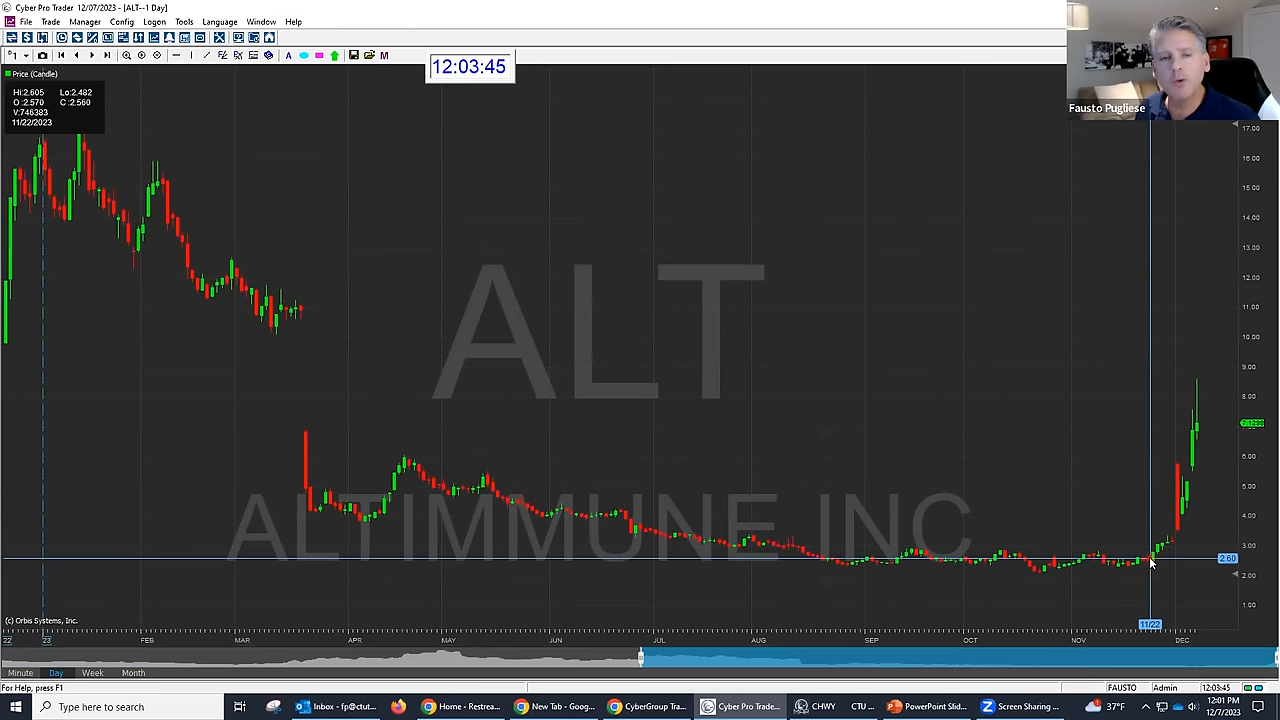 Cyber Pro Trader 12/07/2023 - [ALT--1 Day]
File Trade Manager Config Logon Tools Language Window Help
12:03:45
Price (Candle)
Hi:2.605 Lo:2.482
O :2.570 C :2.560
V:746383
11/22/2023
Fausto Pugliese
17.00
16.00
15.00
14.00
13.00
12.00
11.00
10.00
9.00
8.00
6.00
5.00
4.00
3.00
2.60
2.00
1.00
ALT
ALTIMMUNE INC
(c) Orbis Systems, Inc.
11/22
22 23 FEB MAR APR MAY JUN JUL AUG SEP OCT NOV DEC
Minute Day Week Month
For Help, press F1
FAUSTO Admin 12:03:45
Type here to search
Inbox - fp@ctut...
Home - Restrea...
New Tab - Goog...
CyberGroup Tra...
Cyber Pro Trade...
CHWY CTU ...
PowerPoint Slid...
Screen Sharing ...
37°F
12:01 PM
12/7/2023